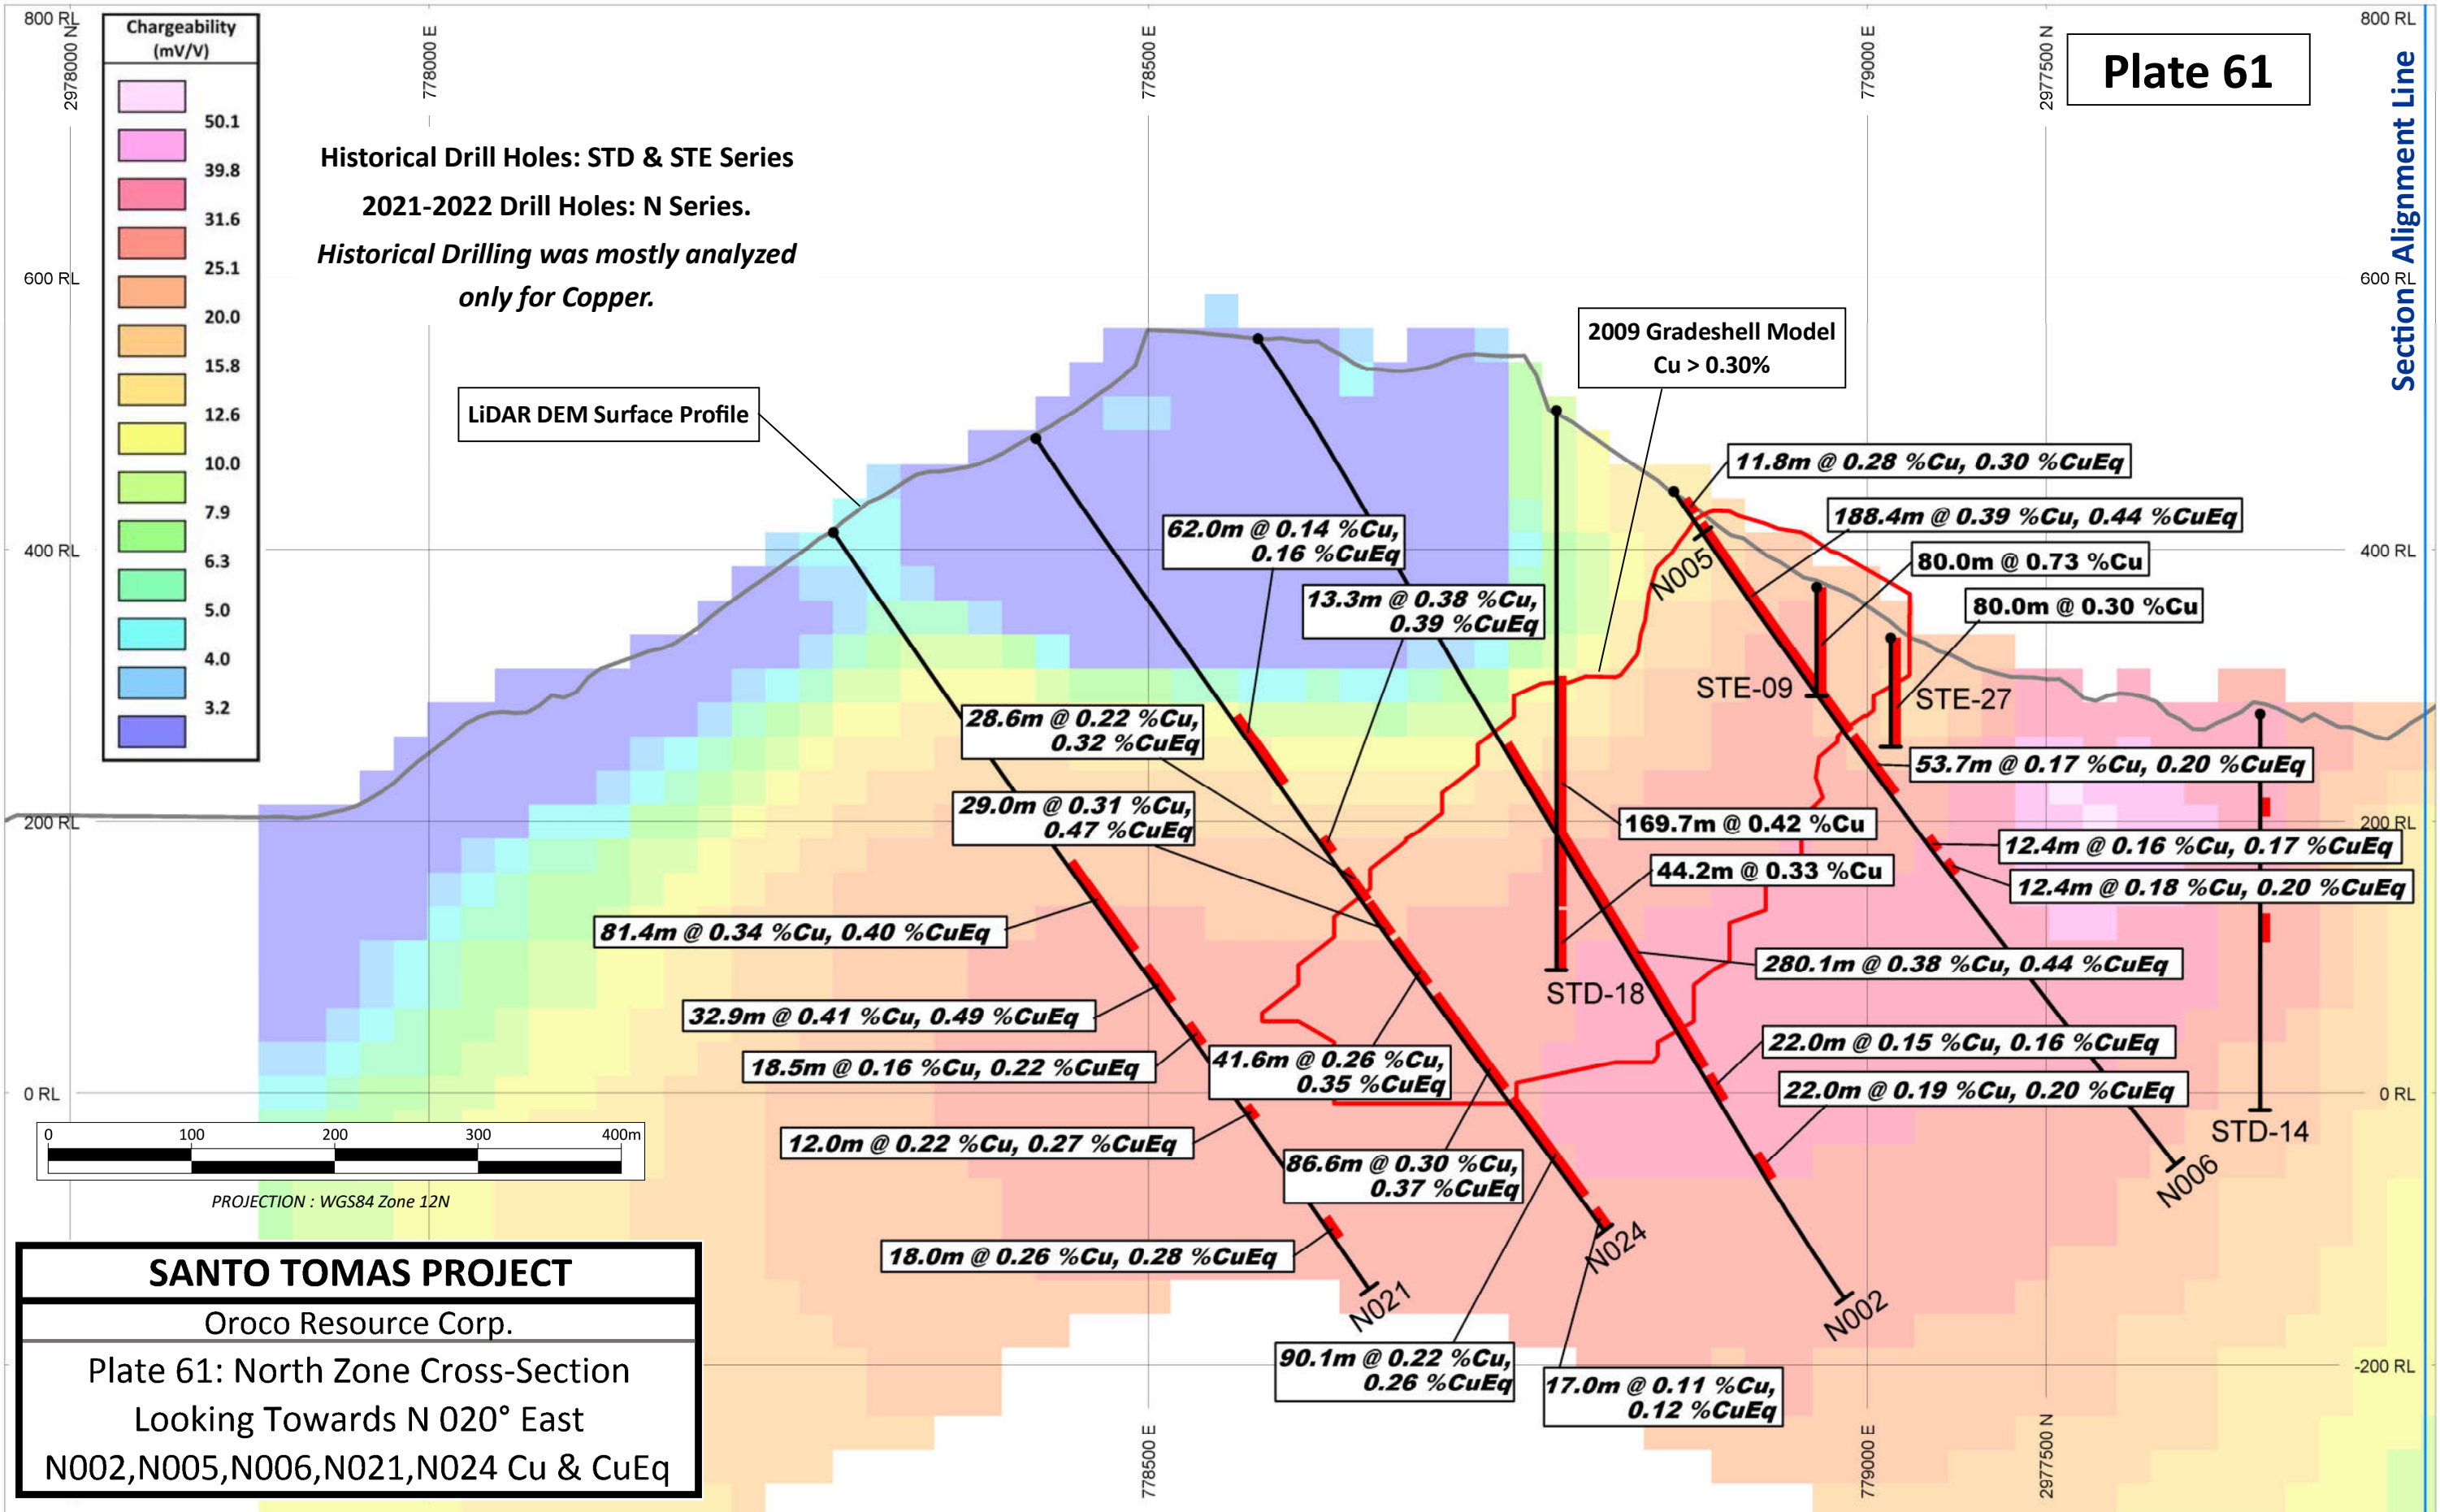 800 RL
2978000 N
778000 E
778500 E
779000 E
2977500 N
800 RL
Plate 61
Section Alignment Line
Chargeability
(mV/V)
50.1
39.8
31.6
25.1
20.0
15.8
12.6
10.0
7.9
6.3
5.0
4.0
3.2
Historical Drill Holes: STD & STE Series
2021-2022 Drill Holes: N Series.
Historical Drilling was mostly analyzed
only for Copper.
600 RL
600 RL
2009 Gradeshell Model
Cu > 0.30%
LiDAR DEM Surface Profile
11.8m @ 0.28 %Cu, 0.30 %CuEq
188.4m @ 0.39 %Cu, 0.44 %CuEq
62.0m @ 0.14 %Cu,
0.16 %CuEq
400 RL
400 RL
80.0m @ 0.73 %Cu
N005
13.3m @ 0.38 %Cu,
0.39 %CuEq
80.0m @ 0.30 %Cu
STE-09
STE-27
28.6m @ 0.22 %Cu,
0.32 %CuEq
53.7m @ 0.17 %Cu, 0.20 %CuEq
29.0m @ 0.31 %Cu,
0.47 %CuEq
200 RL
200 RL
169.7m @ 0.42 %Cu
12.4m @ 0.16 %Cu, 0.17 %CuEq
44.2m @ 0.33 %Cu
12.4m @ 0.18 %Cu, 0.20 %CuEq
81.4m @ 0.34 %Cu, 0.40 %CuEq
280.1m @ 0.38 %Cu, 0.44 %CuEq
STD-18
32.9m @ 0.41 %Cu, 0.49 %CuEq
22.0m @ 0.15 %Cu, 0.16 %CuEq
18.5m @ 0.16 %Cu, 0.22 %CuEq
41.6m @ 0.26 %Cu,
0.35 %CuEq
22.0m @ 0.19 %Cu, 0.20 %CuEq
0 RL
0 RL
STD-14
0 100 200 300 400m
12.0m @ 0.22 %Cu, 0.27 %CuEq
86.6m @ 0.30 %Cu,
0.37 %CuEq
N006
PROJECTION : WGS84 Zone 12N
18.0m @ 0.26 %Cu, 0.28 %CuEq
N024
N021
N002
90.1m @ 0.22 %Cu,
0.26 %CuEq
17.0m @ 0.11 %Cu,
0.12 %CuEq
-200 RL
SANTO TOMAS PROJECT
Oroco Resource Corp.
Plate 61: North Zone Cross-Section
Looking Towards N 020° East
N002,N005,N006,N021,N024 Cu & CuEq
778500 E
779000 E
2977500 N